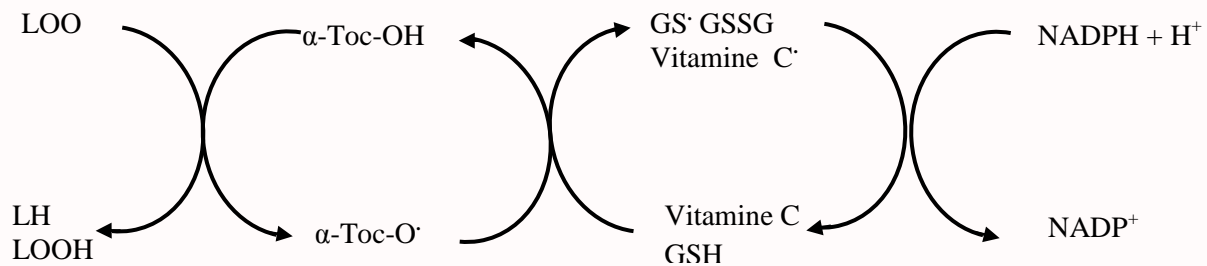 LOO
α-Toc-OH
GS· GSSG
Vitamine C·
NADPH + H⁺
LH
LOOH
α-Toc-O·
Vitamine C
GSH
NADP⁺